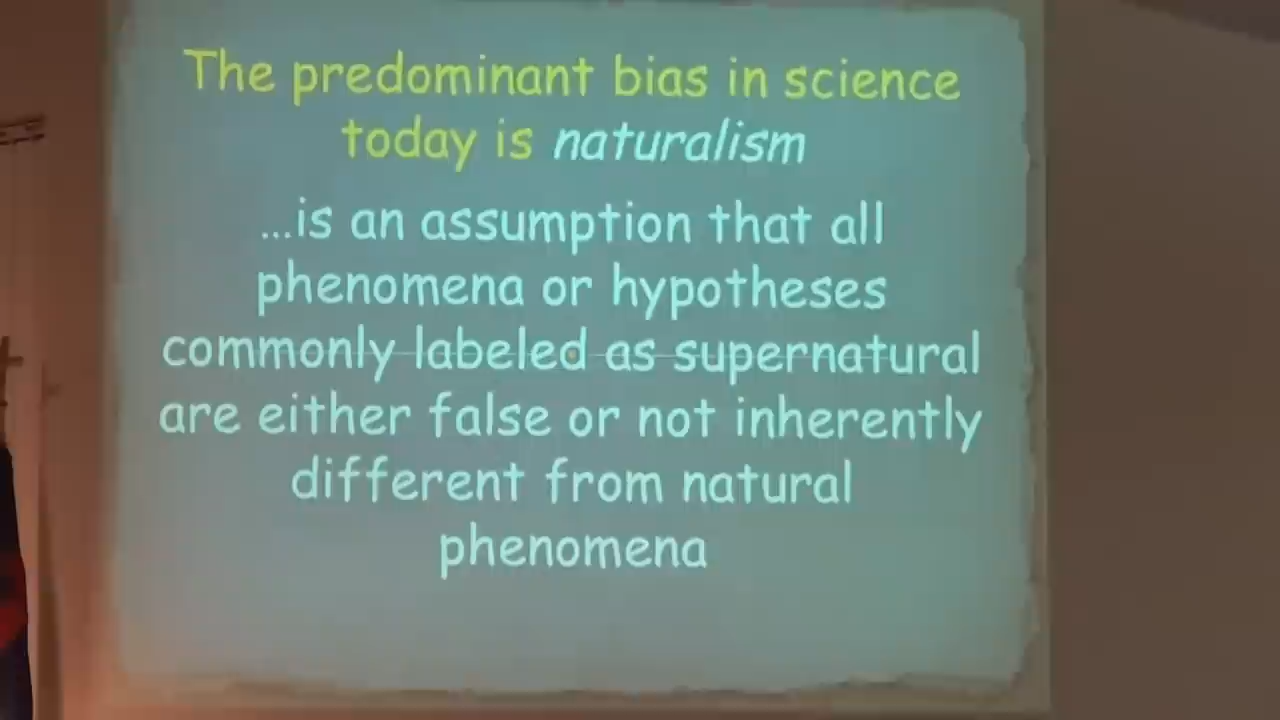 The predominant bias in science
today is naturalism
...is an assumption that all
phenomena or hypotheses
commonly labeled as supernatural
are either false or not inherently
different from natural
phenomena